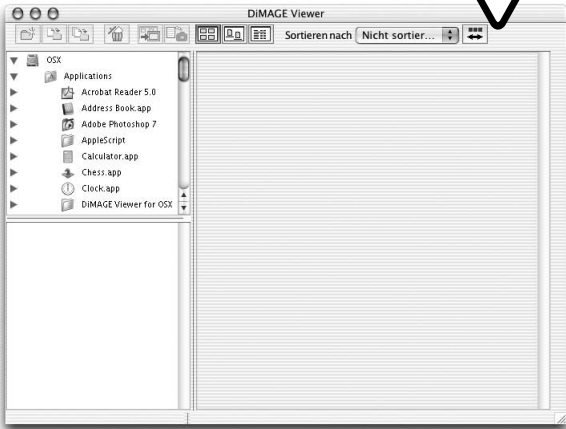 DiMAGE Viewer
Sortieren nach Nicht sortier...
OSX
Applications
Acrobat Reader 5.0
Address Book.app
Adobe Photoshop 7
AppleScript
Calculator.app
Chess.app
Clock.app
DiMAGE Viewer for OSX